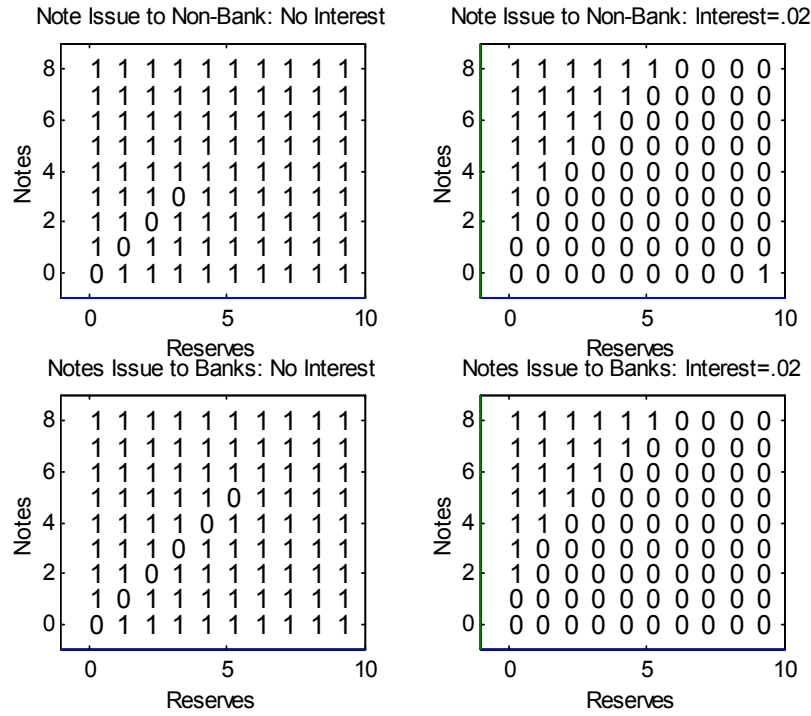 Note Issue to Non-Bank: No Interest
8 1 1 1 1 1 1 1 1 1 1
1 1 1 1 1 1 1 1 1 1
6 1 1 1 1 1 1 1 1 1 1
1 1 1 1 1 1 1 1 1 1
4 1 1 1 1 1 1 1 1 1 1
1 1 1 0 1 1 1 1 1 1
2 1 1 0 1 1 1 1 1 1 1
1 0 1 1 1 1 1 1 1 1
0 0 1 1 1 1 1 1 1 1 1
Notes
0 5 10
Reserves
Note Issue to Non-Bank: Interest=.02
8 1 1 1 1 1 1 0 0 0 0
1 1 1 1 1 0 0 0 0 0
6 1 1 1 1 0 0 0 0 0 0
1 1 1 0 0 0 0 0 0 0
4 1 1 0 0 0 0 0 0 0 0
1 0 0 0 0 0 0 0 0 0
2 1 0 0 0 0 0 0 0 0 0
0 0 0 0 0 0 0 0 0 0
0 0 0 0 0 0 0 0 0 0 1
Notes
0 5 10
Reserves
Notes Issue to Banks: No Interest
8 1 1 1 1 1 1 1 1 1 1
1 1 1 1 1 1 1 1 1 1
6 1 1 1 1 1 1 1 1 1 1
1 1 1 1 1 0 1 1 1 1
4 1 1 1 1 0 1 1 1 1 1
1 1 1 0 1 1 1 1 1 1
2 1 1 0 1 1 1 1 1 1 1
1 0 1 1 1 1 1 1 1 1
0 0 1 1 1 1 1 1 1 1 1
Notes
0 5 10
Reserves
Notes Issue to Banks: Interest=.02
8 1 1 1 1 1 1 0 0 0 0
1 1 1 1 1 0 0 0 0 0
6 1 1 1 1 0 0 0 0 0 0
1 1 1 0 0 0 0 0 0 0
4 1 1 0 0 0 0 0 0 0 0
1 0 0 0 0 0 0 0 0 0
2 1 0 0 0 0 0 0 0 0 0
0 0 0 0 0 0 0 0 0 0
0 0 0 0 0 0 0 0 0 0 0
Notes
0 5 10
Reserves